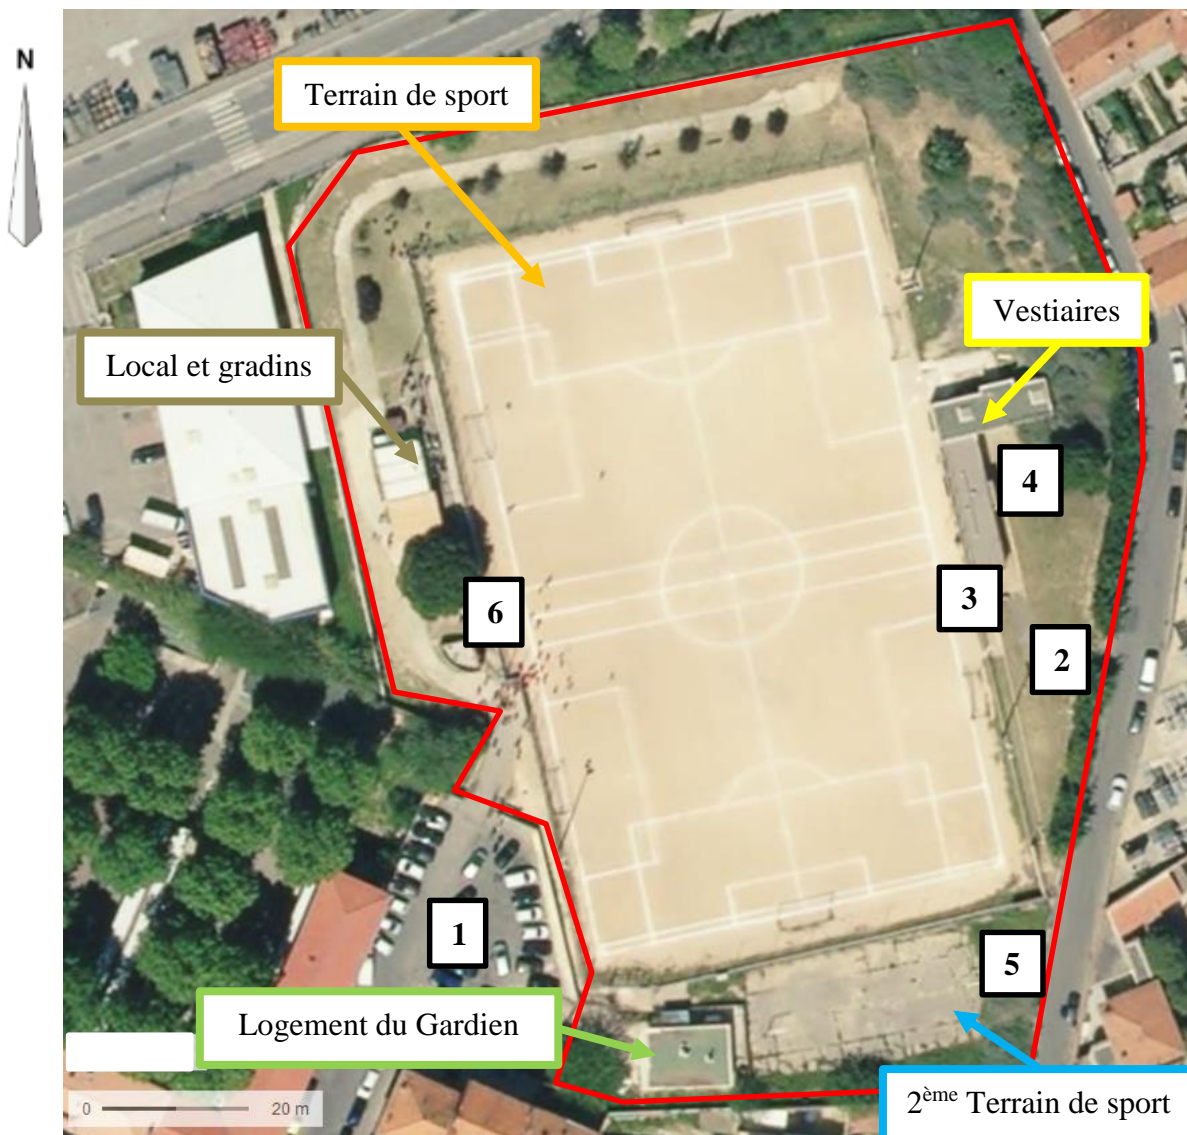 N
Terrain de sport
Vestiaires
Local et gradins
4
3
6
2
1
5
Logement du Gardien
2ème Terrain de sport
0 20 m